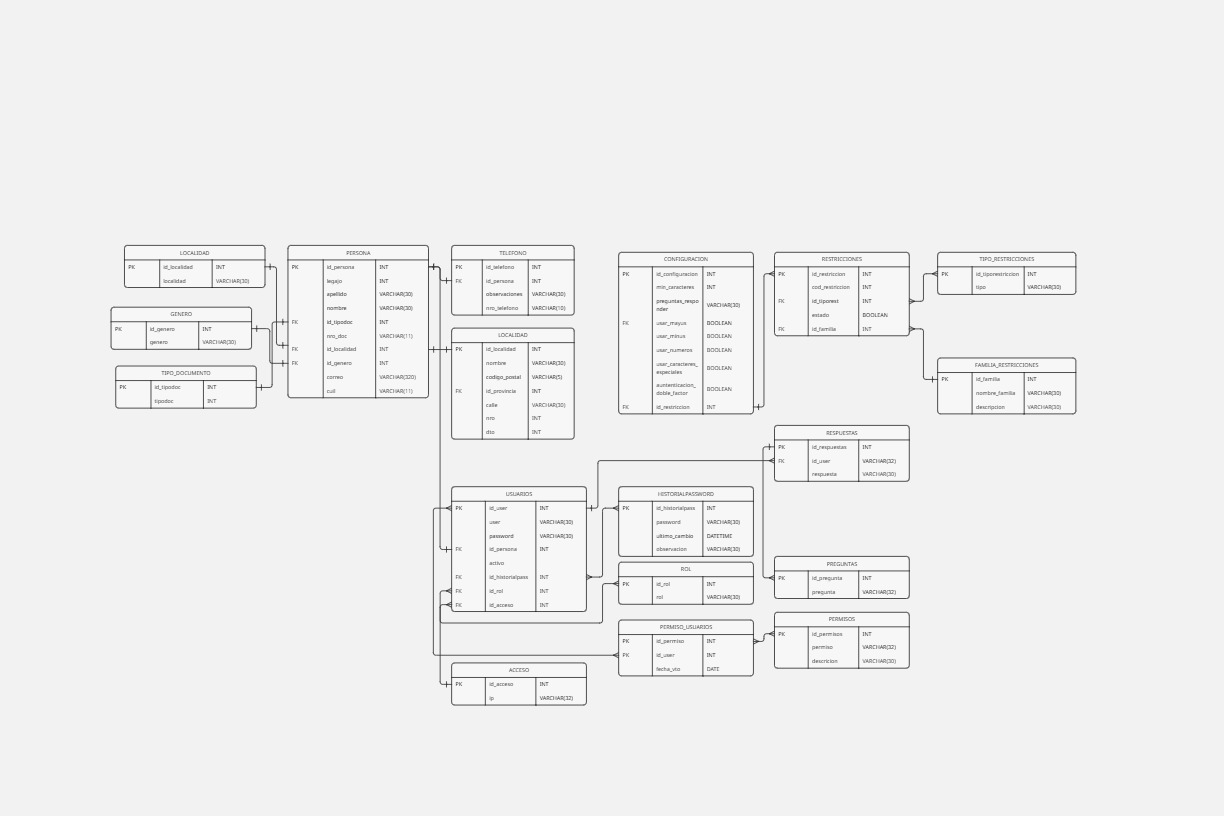 LOCALIDAD
PK id_localidad INT
localidad VARCHAR(30)
GENERO
PK id_genero INT
genero VARCHAR(30)
TIPO_DOCUMENTO
PK id_tipodoc INT
tipodoc INT
PERSONA
PK id_persona INT
legajo INT
apellido VARCHAR(30)
nombre VARCHAR(30)
FK id_tipodoc INT
nro_doc VARCHAR(11)
FK id_localidad INT
FK id_genero INT
correo VARCHAR(320)
cuil VARCHAR(11)
TELEFONO
PK id_telefono INT
FK id_persona INT
observaciones VARCHAR(30)
nro_telefono VARCHAR(10)
LOCALIDAD
PK id_localidad INT
nombre VARCHAR(30)
codigo_postal VARCHAR(5)
FK id_provincia INT
calle VARCHAR(30)
nro INT
dto INT
USUARIOS
PK id_user INT
user VARCHAR(30)
password VARCHAR(30)
FK id_persona INT
activo
FK id_historialpass INT
FK id_rol INT
FK id_acceso INT
ACCESO
PK id_acceso INT
ip VARCHAR(32)
CONFIGURACION
PK id_configuracion INT
min_caracteres INT
preguntas_respo
nder VARCHAR(30)
FK user_mayus BOOLEAN
user_minus BOOLEAN
user_numeros BOOLEAN
user_caracteres_
especiales BOOLEAN
auntenticacion_
doble_factor BOOLEAN
FK id_restriccion INT
HISTORIALPASSWORD
PK id_historialpass INT
password VARCHAR(30)
ultimo_cambio DATETIME
observacion VARCHAR(30)
ROL
PK id_rol INT
rol VARCHAR(30)
PERMISO_USUARIOS
PK id_permiso INT
PK id_user INT
fecha_vto DATE
RESTRICCIONES
PK id_restriccion INT
cod_restriccion INT
FK id_tiporest INT
estado BOOLEAN
FK id_familia INT
RESPUESTAS
PK id_respuestas INT
FK id_user VARCHAR(32)
respuesta VARCHAR(30)
PREGUNTAS
PK id_pregunta INT
pregunta VARCHAR(32)
PERMISOS
PK id_permisos INT
permiso VARCHAR(32)
descricion VARCHAR(30)
TIPO_RESTRICCIONES
PK id_tiporestriccion INT
tipo VARCHAR(30)
FAMILIA_RESTRICCIONES
PK id_familia INT
nombre_familia VARCHAR(30)
descripcion VARCHAR(30)